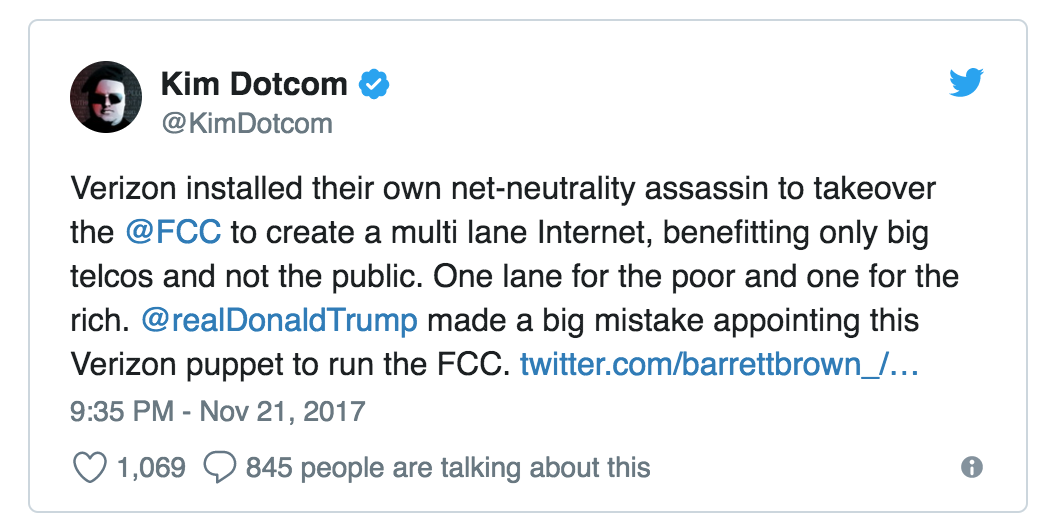 Kim Dotcom
@KimDotcom
Verizon installed their own net-neutrality assassin to takeover
the @FCC to create a multi lane Internet, benefitting only big
telcos and not the public. One lane for the poor and one for the
rich. @realDonaldTrump made a big mistake appointing this
Verizon puppet to run the FCC. twitter.com/barrettbrown_/…
9:35 PM - Nov 21, 2017
1,069 845 people are talking about this